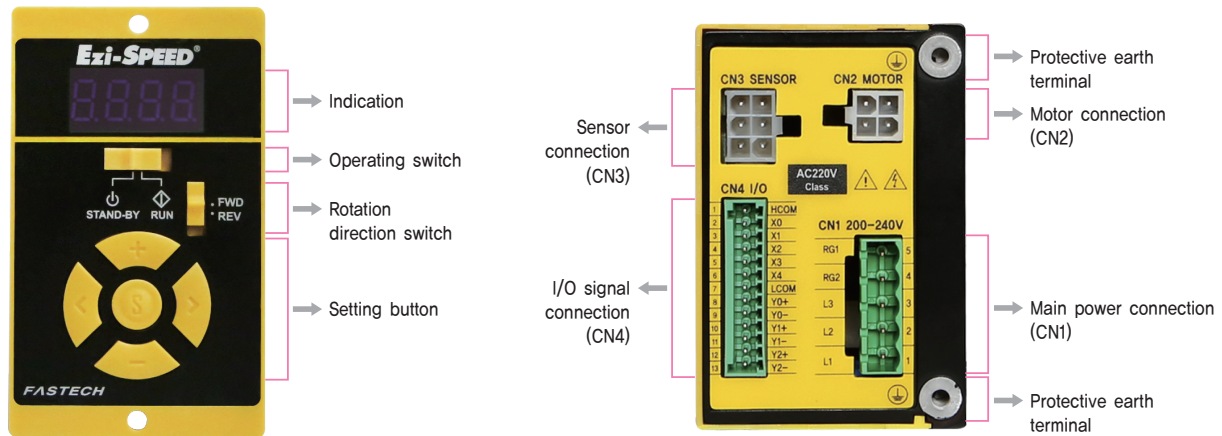 Ezi-SPEED®
8.8.8.8
Indication
Operating switch
STAND-BY RUN
FWD
REV
Rotation
direction switch
+
< S >
−
Setting button
FASTECH
CN3 SENSOR
CN2 MOTOR
Protective earth
terminal
Motor connection
(CN2)
Sensor
connection
(CN3)
AC220V
Class
CN4 I/O
1 HCOM
2 X0
3 X1
4 X2
5 X3
6 X4
7 LCOM
8 Y0+
9 Y0-
10 Y1+
11 Y1-
12 Y2+
13 Y2-
I/O signal
connection
(CN4)
CN1 200-240V
RG1 5
RG2 4
L3 3
L2 2
L1 1
Main power connection
(CN1)
Protective earth
terminal